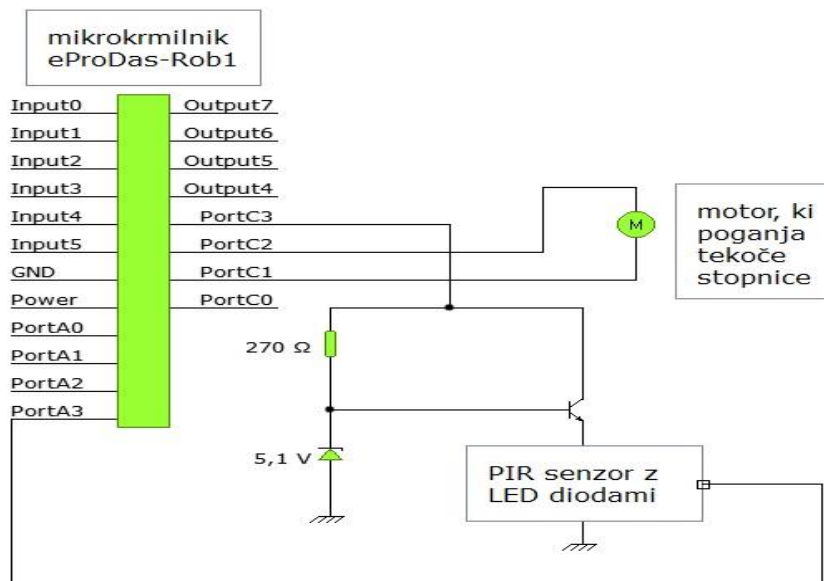 mikrokrmilnik
eProDas-Rob1
Input0
Output7
Input1
Output6
Input2
Output5
Input3
Output4
Input4
PortC3
Input5
PortC2
GND
PortC1
Power
PortC0
PortA0
PortA1
PortA2
PortA3
M
motor, ki
poganja
tekoče
stopnice
270 Ω
5,1 V
PIR senzor z
LED diodami